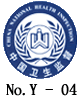 CHINA NATIONAL HEALTH INSPECTION
中国卫生监督
No.Y - 04